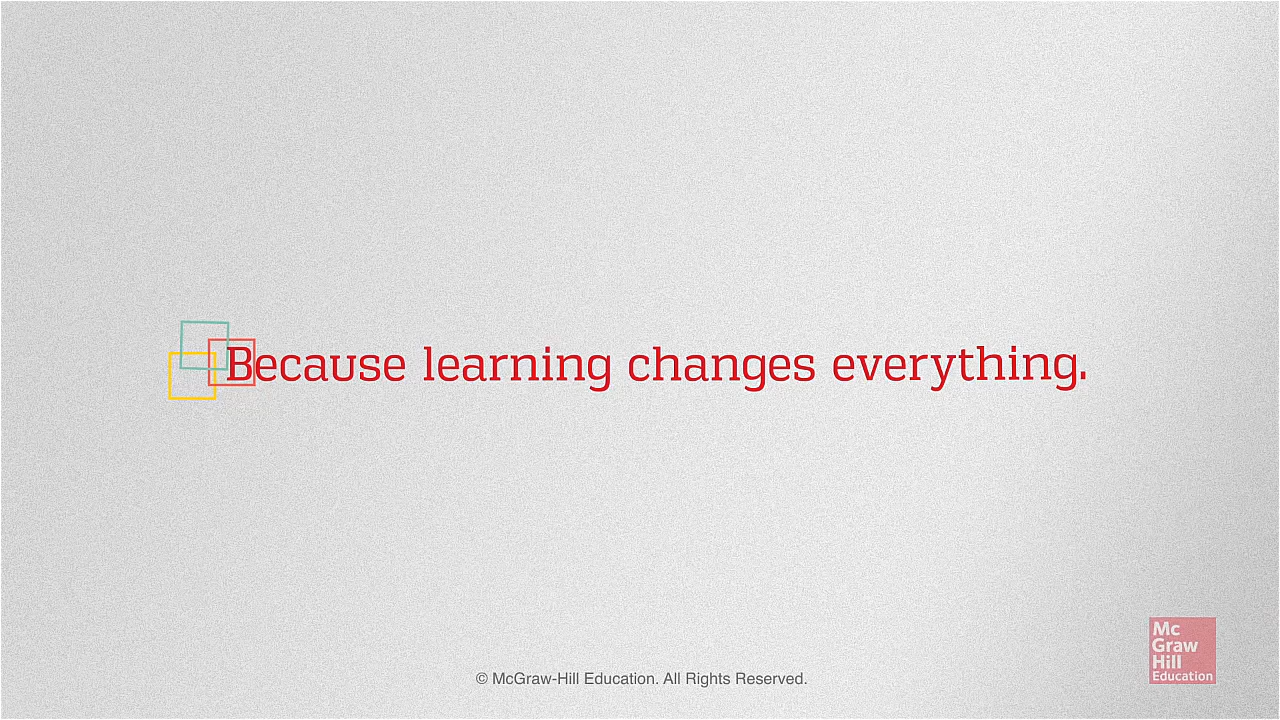 Because learning changes everything.
© McGraw-Hill Education. All Rights Reserved.
Mc
Graw
Hill
Education